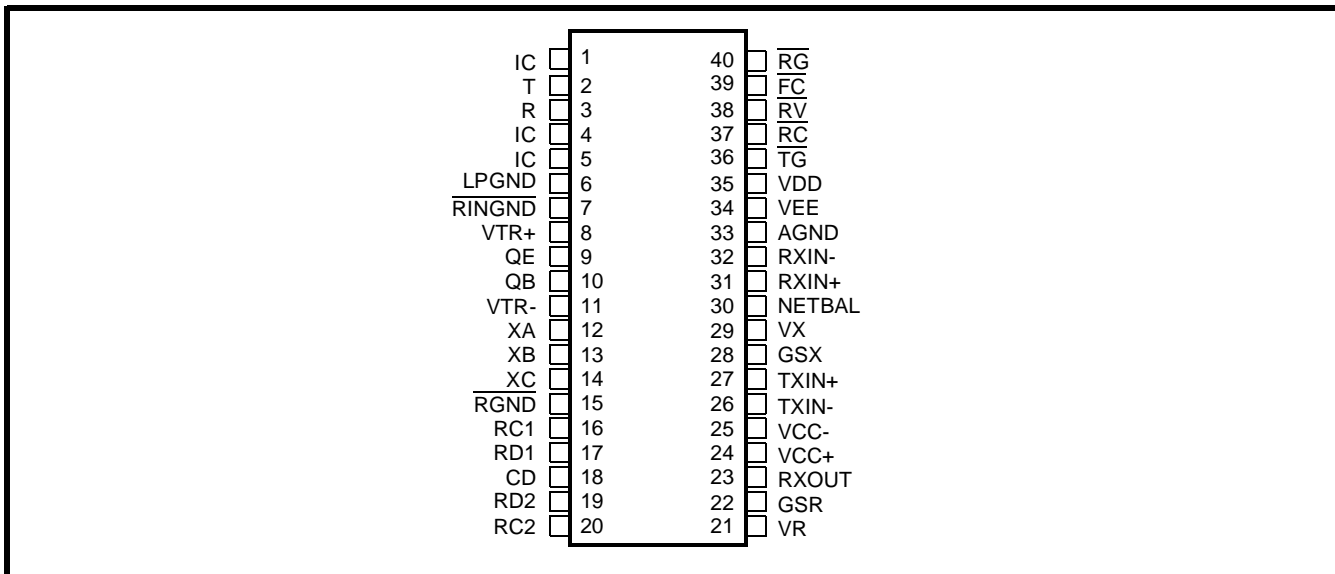 IC 1 40 RG
T 2 39 FC
R 3 38 RV
IC 4 37 RC
IC 5 36 TG
LPGND 6 35 VDD
RINGND 7 34 VEE
VTR+ 8 33 AGND
QE 9 32 RXIN-
QB 10 31 RXIN+
VTR- 11 30 NETBAL
XA 12 29 VX
XB 13 28 GSX
XC 14 27 TXIN+
RGND 15 26 TXIN-
RC1 16 25 VCC-
RD1 17 24 VCC+
CD 18 23 RXOUT
RD2 19 22 GSR
RC2 20 21 VR